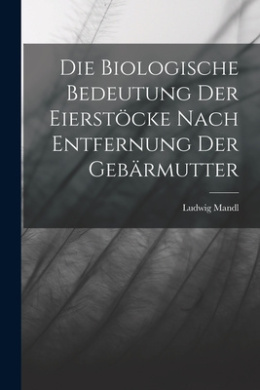 Die Biologische
Bedeutung Der
Eierstöcke Nach
Entfernung Der
Gebärmutter
Ludwig Mandl